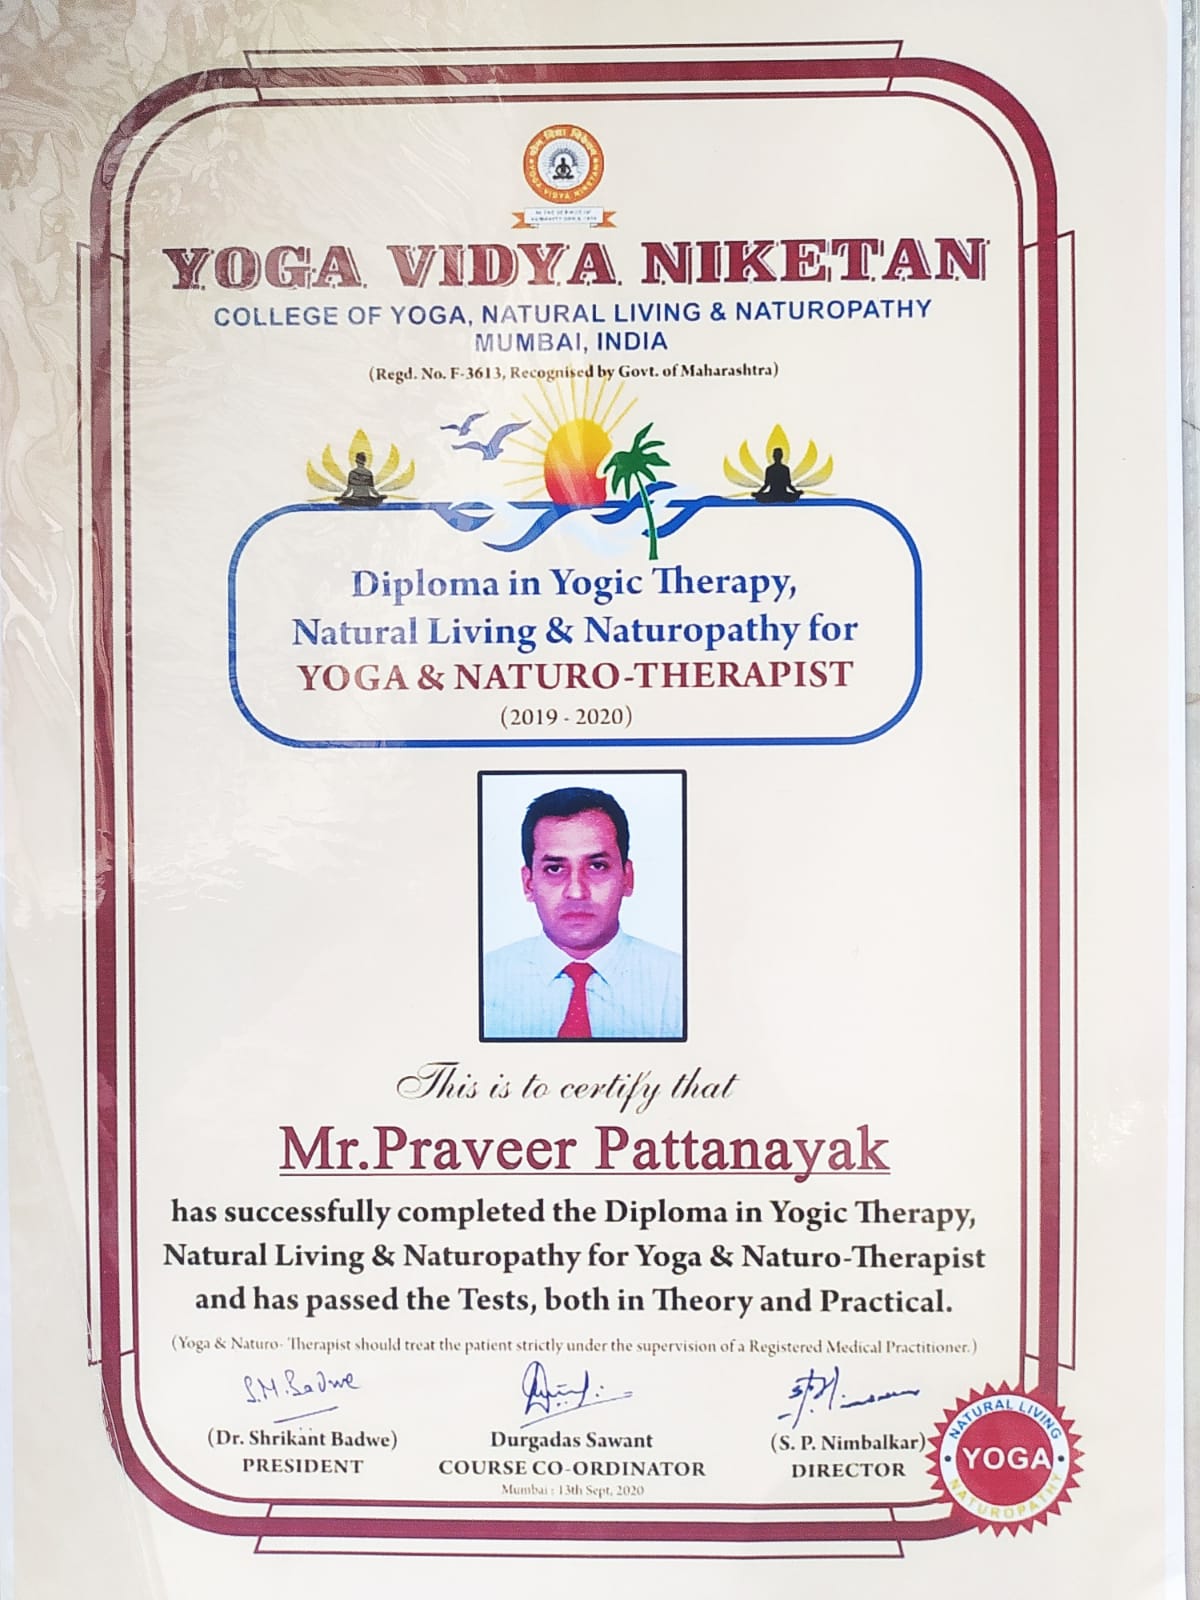 योग विद्या निकेतन
YOGA VIDYA NIKETAN
YOGA VIDYA NIKETAN
COLLEGE OF YOGA, NATURAL LIVING & NATUROPATHY
MUMBAI, INDIA
(Regd. No. F-3613, Recognised by Govt. of Maharashtra)
Diploma in Yogic Therapy,
Natural Living & Naturopathy for
YOGA & NATURO-THERAPIST
(2019 - 2020)
This is to certify that
Mr.Praveer Pattanayak
has successfully completed the Diploma in Yogic Therapy,
Natural Living & Naturopathy for Yoga & Naturo-Therapist
and has passed the Tests, both in Theory and Practical.
(Yoga & Naturo- Therapist should treat the patient strictly under the supervision of a Registered Medical Practitioner.)
S.M.Badwe
(Dr. Shrikant Badwe)
PRESIDENT
Durgadas Sawant
COURSE CO-ORDINATOR
Mumbai : 13th Sept, 2020
(S. P. Nimbalkar)
DIRECTOR
NATURAL LIVING
YOGA
NATUROPATHY